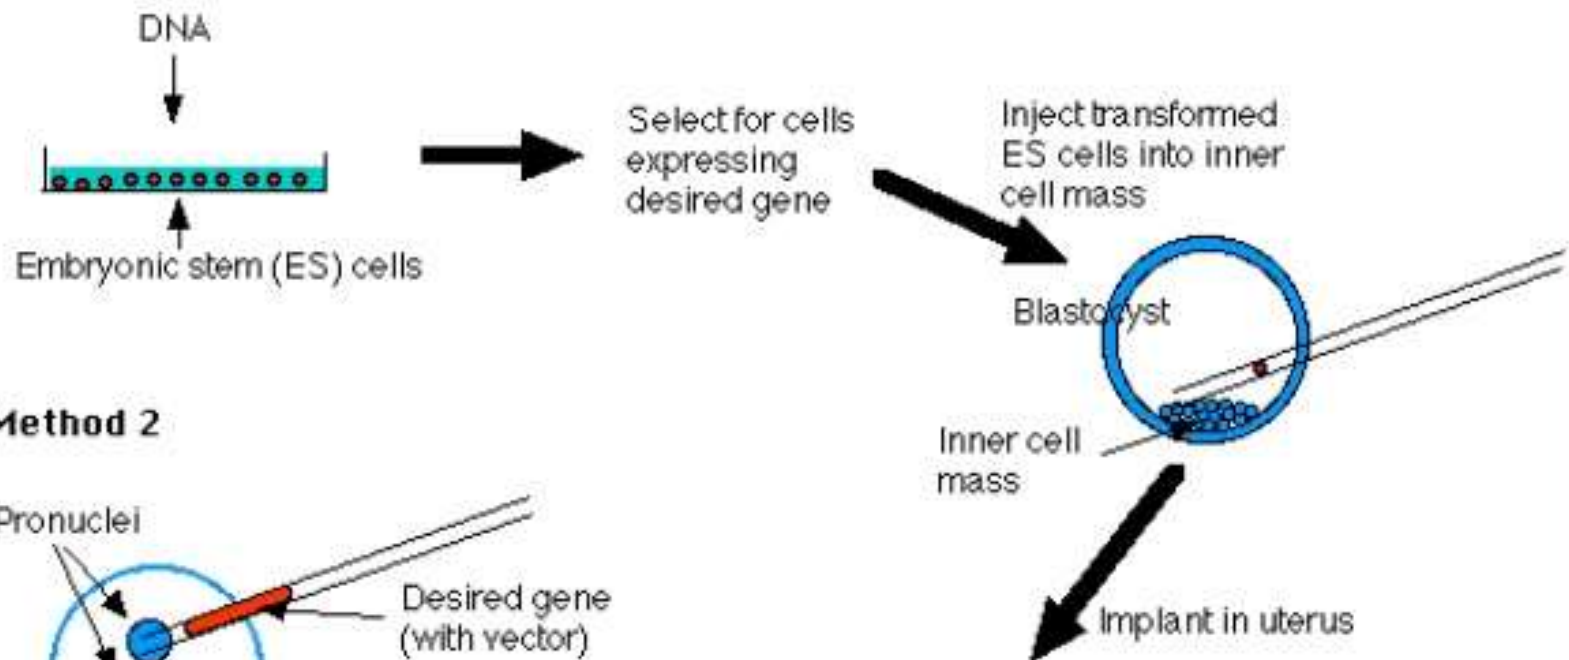 DNA
Embryonic stem (ES) cells
Select for cells
expressing
desired gene
Inject transformed
ES cells into inner
cell mass
Blastocyst
Inner cell
mass
Method 2
Pronuclei
Desired gene
(with vector)
Implant in uterus